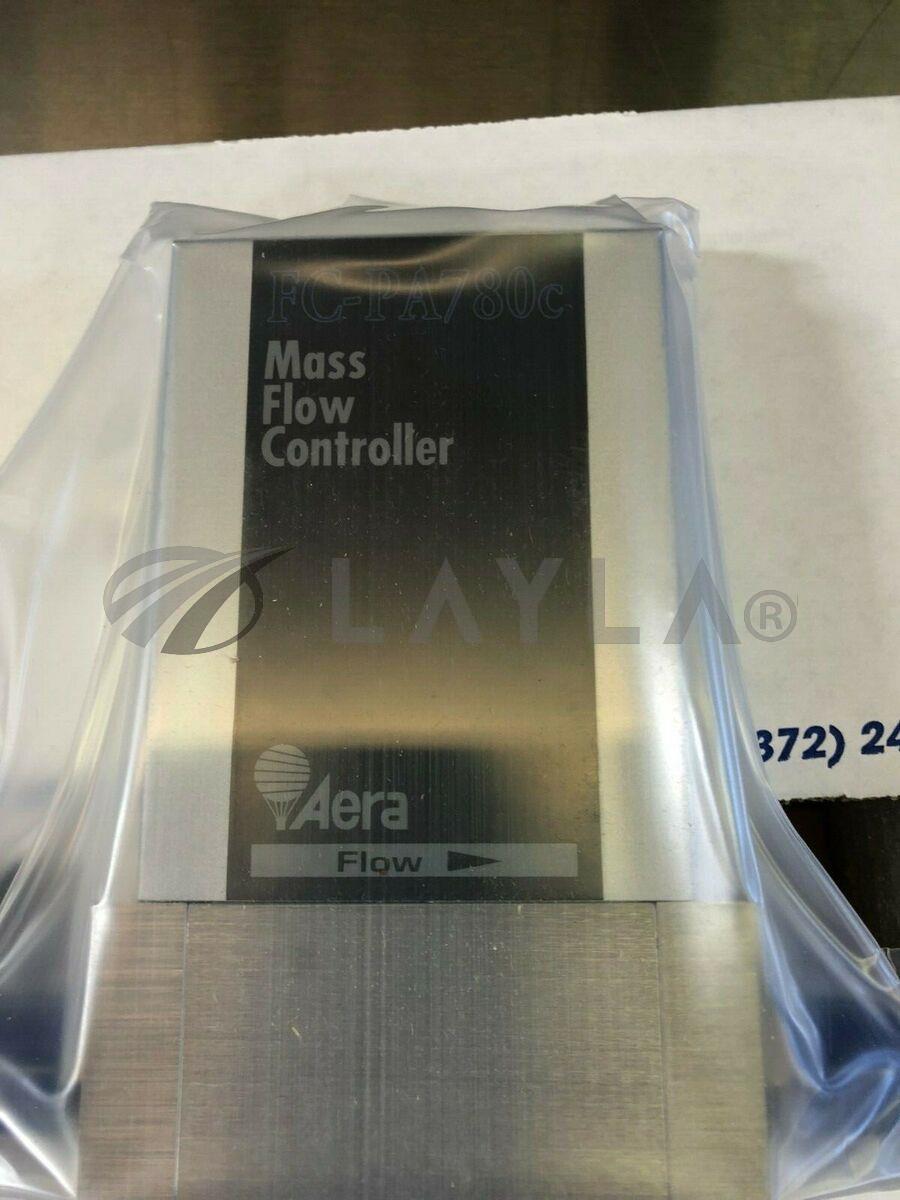 FC-PA780c
Mass
Flow
Controller
LAYLA®
372) 24
Aera
Flow